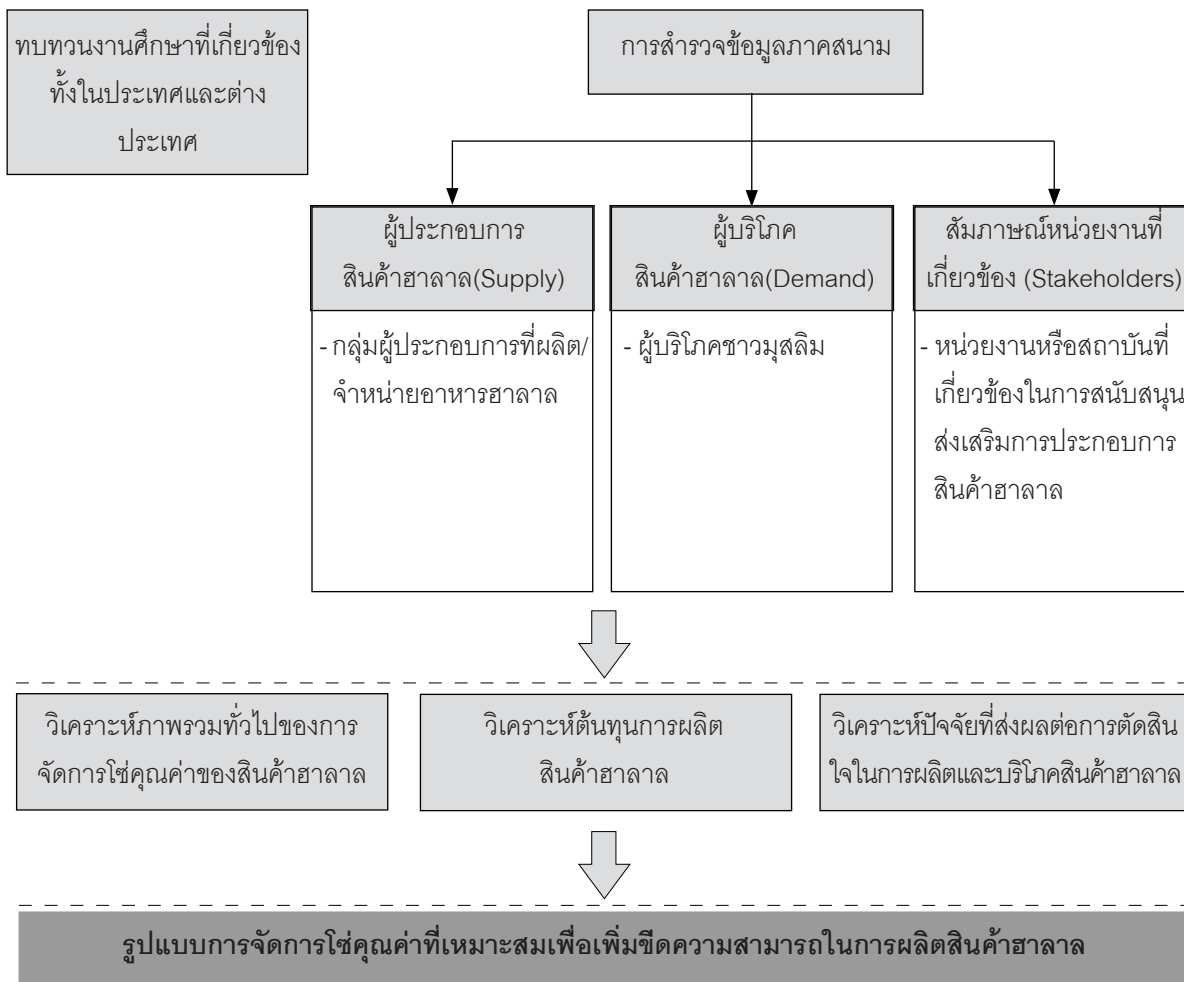 ทบทวนงานศึกษาที่เกี่ยวข้อง
ทั้งในประเทศและต่าง
ประเทศ
การสำรวจข้อมูลภาคสนาม
ผู้ประกอบการ
สินค้าฮาลาล(Supply)
- กลุ่มผู้ประกอบการที่ผลิต/
จำหน่ายอาหารฮาลาล
ผู้บริโภค
สินค้าฮาลาล(Demand)
- ผู้บริโภคชาวมุสลิม
สัมภาษณ์หน่วยงานที่
เกี่ยวข้อง (Stakeholders)
- หน่วยงานหรือสถาบันที่
เกี่ยวข้องในการสนับสนุน
ส่งเสริมการประกอบการ
สินค้าฮาลาล
วิเคราะห์ภาพรวมทั่วไปของการ
จัดการโซ่คุณค่าของสินค้าฮาลาล
วิเคราะห์ต้นทุนการผลิต
สินค้าฮาลาล
วิเคราะห์ปัจจัยที่ส่งผลต่อการตัดสิน
ใจในการผลิตและบริโภคสินค้าฮาลาล
รูปแบบการจัดการโซ่คุณค่าที่เหมาะสมเพื่อเพิ่มขีดความสามารถในการผลิตสินค้าฮาลาล